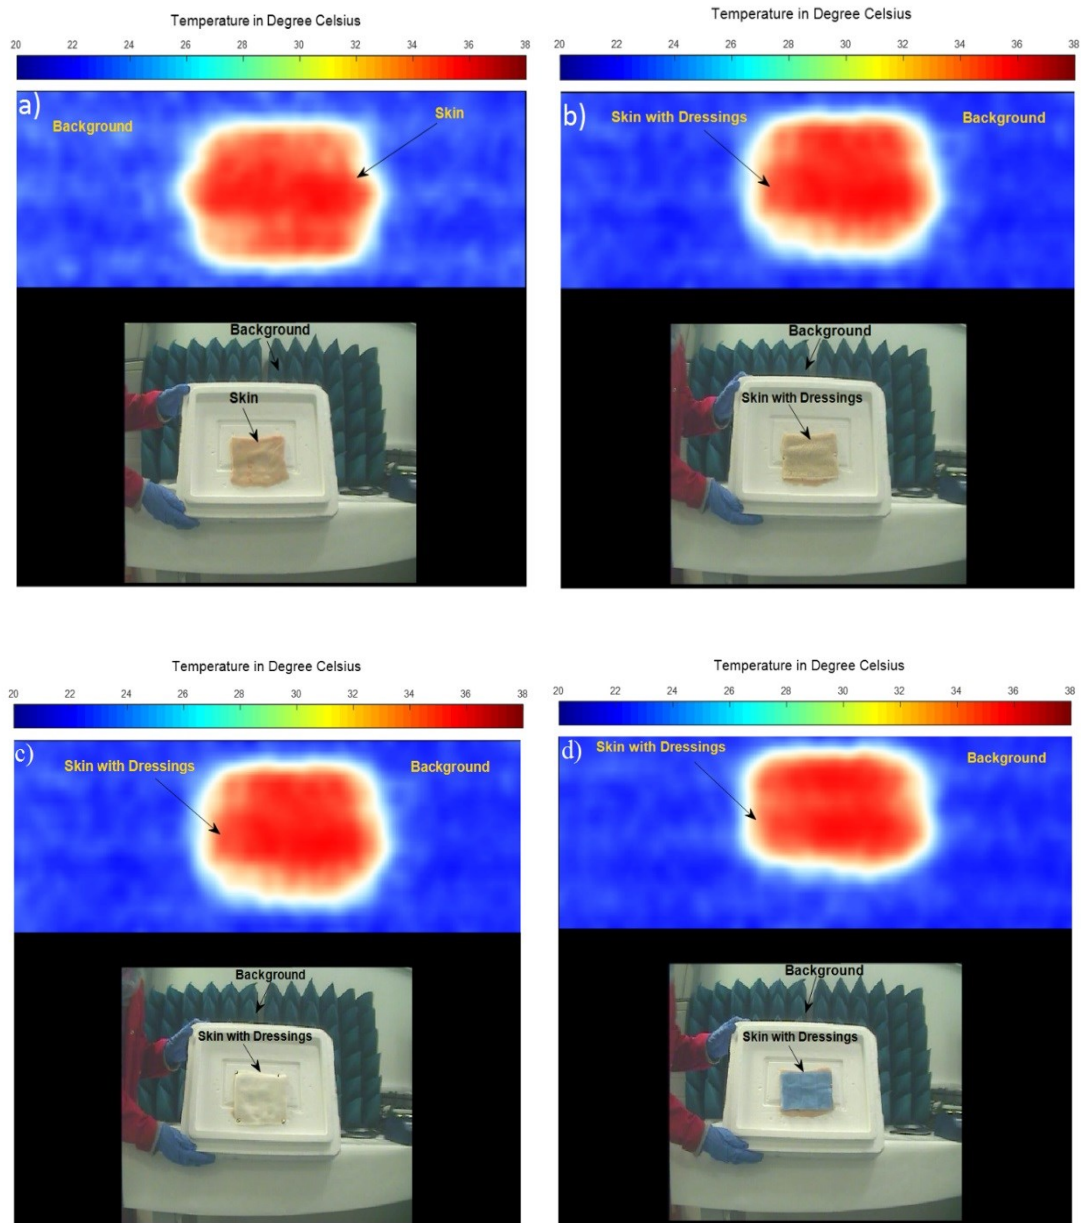 Temperature in Degree Celsius
20 22 24 26 28 30 32 34 36 38
a)
Background
Skin
Background
Skin
Temperature in Degree Celsius
20 22 24 26 28 30 32 34 36 38
b)
Skin with Dressings
Background
Background
Skin with Dressings
Temperature in Degree Celsius
20 22 24 26 28 30 32 34 36 38
c)
Skin with Dressings
Background
Background
Skin with Dressings
Temperature in Degree Celsius
20 22 24 26 28 30 32 34 36 38
d)
Skin with Dressings
Background
Background
Skin with Dressings